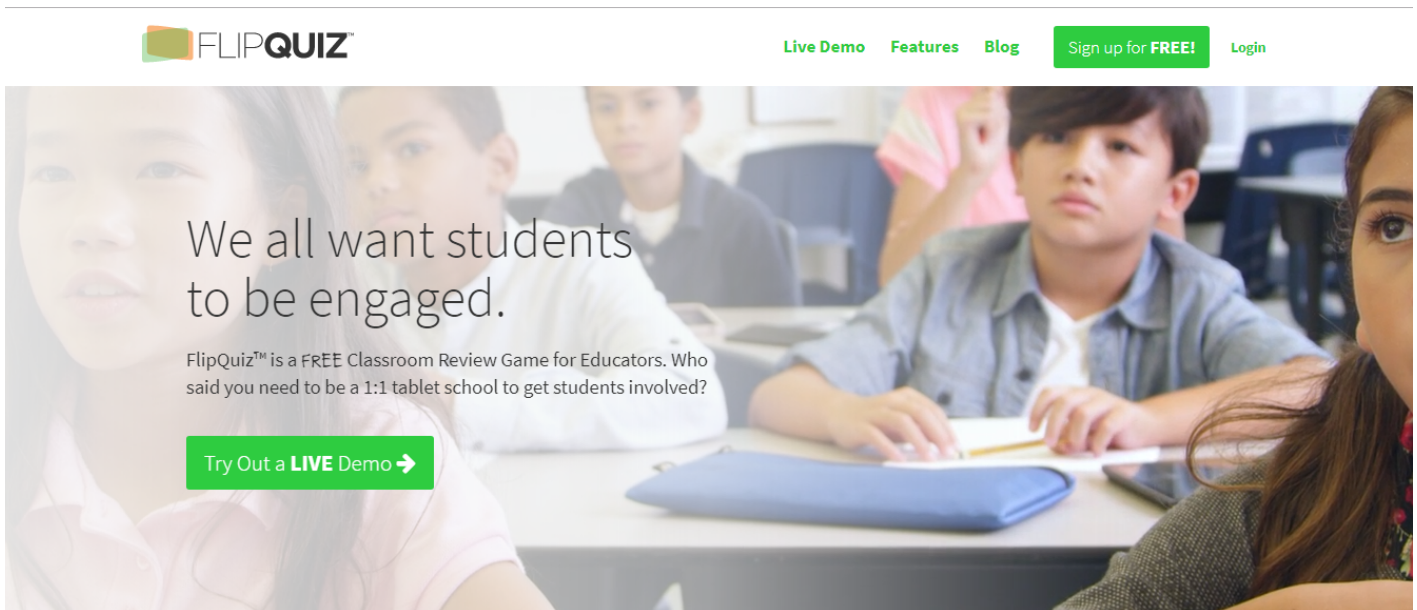 FLIPQUIZ™
Live Demo Features Blog Sign up for FREE! Login
We all want students
to be engaged.
FlipQuiz™ is a FREE Classroom Review Game for Educators. Who
said you need to be a 1:1 tablet school to get students involved?
Try Out a LIVE Demo